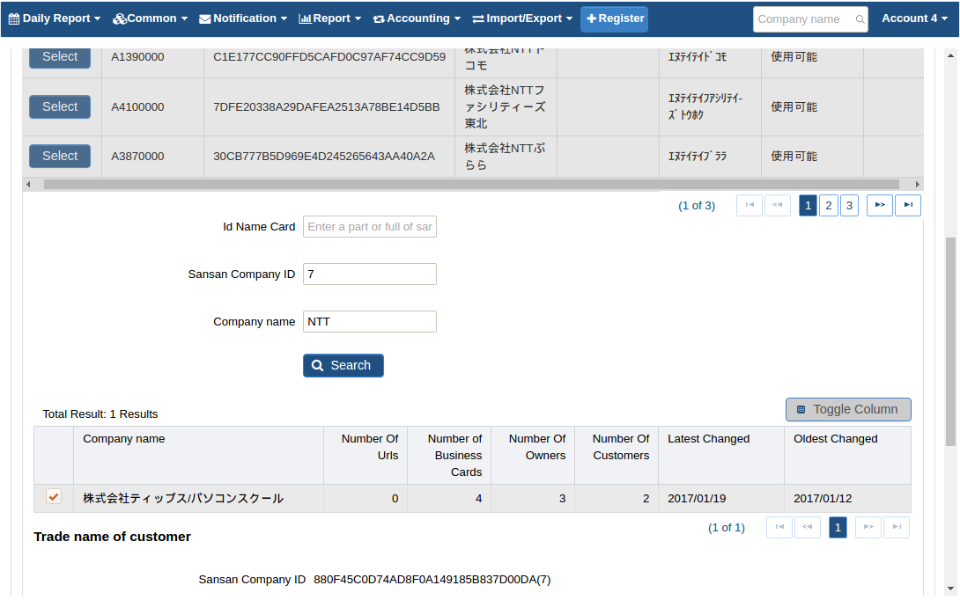 Daily Report Common Notification Report Accounting Import/Export Register Company name Account 4
Select A1390000 C1E177CC90FFD5CAFD0C97AF74CC9D59 株式会社NTTド ｴﾇﾃｲﾃｲﾄﾞｺﾓ 使用可能
コモ
株式会社NTTフ
Select A4100000 7DFE20338A29DAFEA2513A78BE14D5BB ァシリティーズ ｴﾇﾃｲﾃｲﾌｱｼﾘﾃｲｰ 使用可能
東北 ｽﾞﾄｳﾎｸ
Select A3870000 30CB777B5D969E4D245265643AA40A2A 株式会社NTTぷ ｴﾇﾃｲﾃｲﾌﾟﾗﾗ 使用可能
らら
(1 of 3) 1 2 3
Id Name Card Enter a part or full of sar
Sansan Company ID 7
Company name NTT
Search
Total Result: 1 Results Toggle Column
Company name Number Of Number of Number Of Number Of Latest Changed Oldest Changed
Urls Business Owners Customers
Cards
株式会社ティップス/パソコンスクール 0 4 3 2 2017/01/19 2017/01/12
(1 of 1) 1
Trade name of customer
Sansan Company ID 880F45C0D74AD8F0A149185B837D00DA(7)